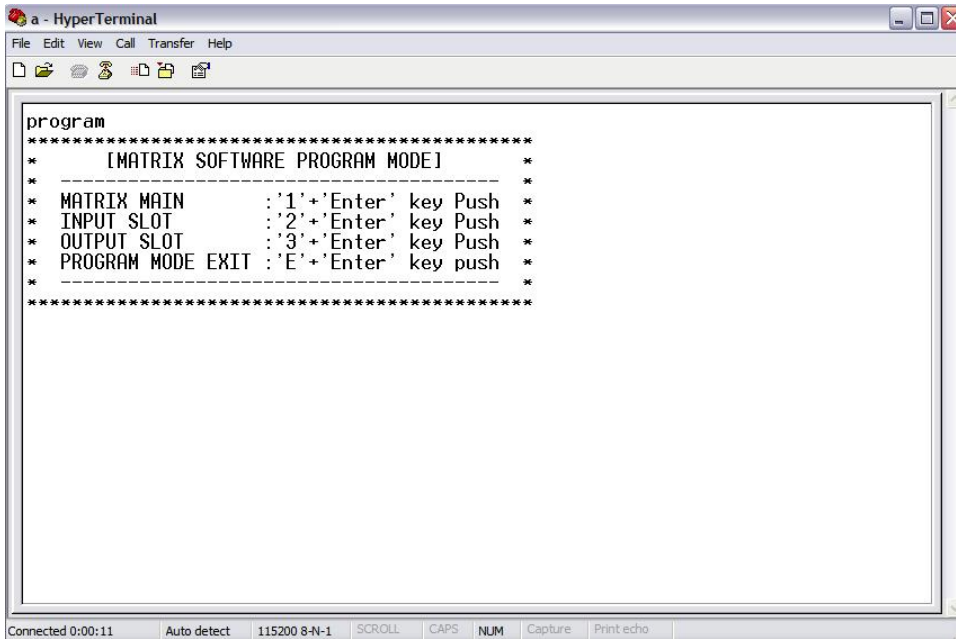 a - HyperTerminal
File Edit View Call Transfer Help
program
*********************************************
* [MATRIX SOFTWARE PROGRAM MODE] *
* --------------------------------------- *
* MATRIX MAIN :'1'+'Enter' key Push *
* INPUT SLOT :'2'+'Enter' key Push *
* OUTPUT SLOT :'3'+'Enter' key Push *
* PROGRAM MODE EXIT :'E'+'Enter' key push *
* --------------------------------------- *
*********************************************
Connected 0:00:11 Auto detect 115200 8-N-1 SCROLL CAPS NUM Capture Print echo